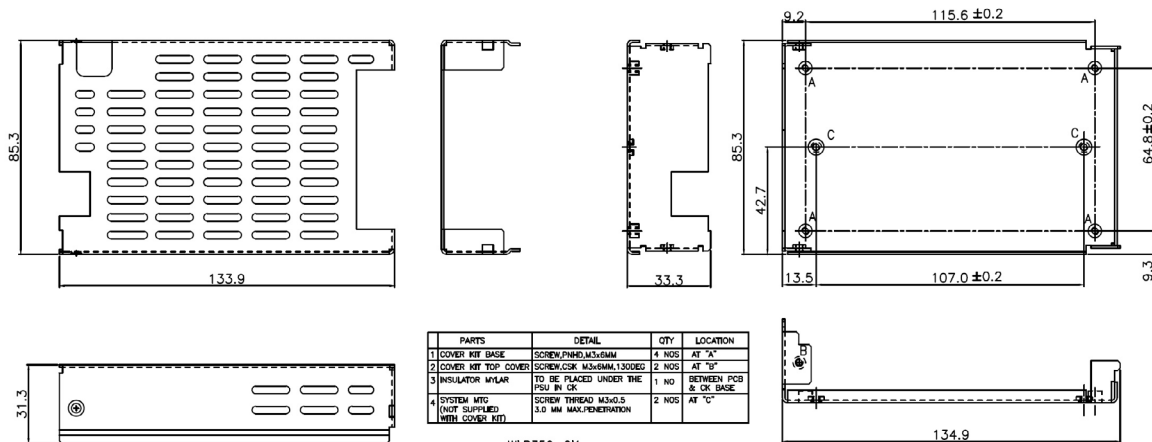 9.2
115.6 ±0.2
85.3
133.9
33.3
85.3
42.7
A
A
C
C
A
A
64.8±0.2
9.3
13.5
107.0 ±0.2
31.3
PARTS DETAIL QTY LOCATION
1 COVER KIT BASE SCREW,PNHD,M3x6MM 4 NOS AT "A"
2 COVER KIT TOP COVER SCREW,CSK M3x6MM,130DEG 2 NOS AT "B"
3 INSULATOR MYLAR TO BE PLACED UNDER THE PSU IN CK 1 NO BETWEEN PCB & CK BASE
4 SYSTEM MTG (NOT SUPPLIED WITH COVER KIT) SCREW THREAD M3x0.5 3.0 MM MAX.PENETRATION 2 NOS AT "C"
B
134.9